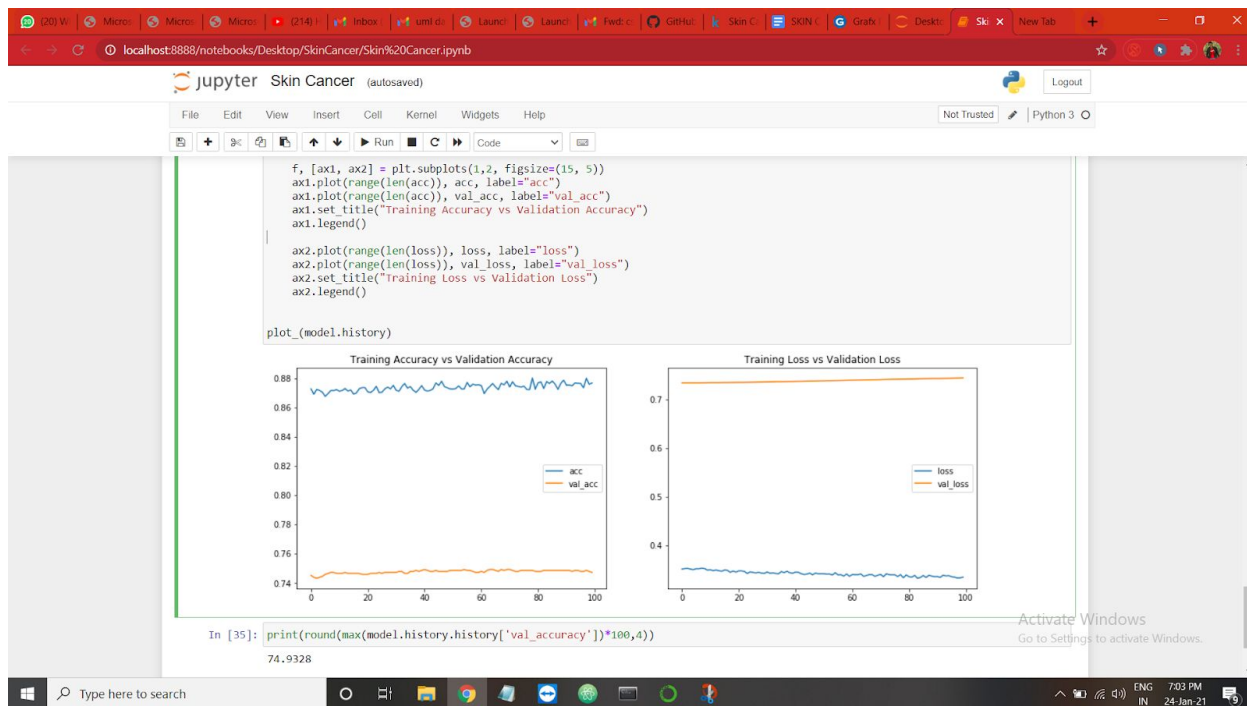 (20) W
Micros
Micros
Micros
(214) H
Inbox
uml da
Launch
Launch
Fwd: c
GitHub
Skin C
SKIN C
Grafx
Deskto
Ski
New Tab
localhost:8888/notebooks/Desktop/SkinCancer/Skin%20Cancer.ipynb
jupyter Skin Cancer (autosaved)
Logout
File Edit View Insert Cell Kernel Widgets Help
Not Trusted
Python 3
Run
Code
f, [ax1, ax2] = plt.subplots(1,2, figsize=(15, 5))
ax1.plot(range(len(acc)), acc, label="acc")
ax1.plot(range(len(acc)), val_acc, label="val_acc")
ax1.set_title("Training Accuracy vs Validation Accuracy")
ax1.legend()
ax2.plot(range(len(loss)), loss, label="loss")
ax2.plot(range(len(loss)), val_loss, label="val_loss")
ax2.set_title("Training Loss vs Validation Loss")
ax2.legend()
plot_(model.history)
Training Accuracy vs Validation Accuracy
0.88
0.86
0.84
0.82
0.80
0.78
0.76
0.74
0 20 40 60 80 100
acc
val_acc
Training Loss vs Validation Loss
0.7
0.6
0.5
0.4
0 20 40 60 80 100
loss
val_loss
In [35]: print(round(max(model.history.history['val_accuracy'])*100,4))
74.9328
Activate Windows
Go to Settings to activate Windows.
Type here to search
ENG
IN
7:03 PM
24-Jan-21
9